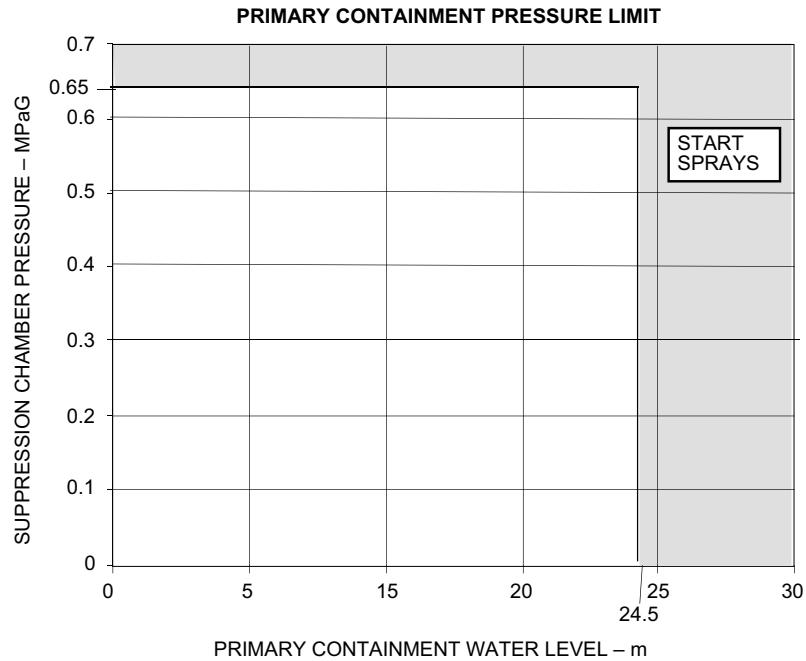 PRIMARY CONTAINMENT PRESSURE LIMIT
0.7
0.65
0.6
0.5
0.4
0.3
0.2
0.1
0
SUPPRESSION CHAMBER PRESSURE – MPaG
START
SPRAYS
0 5 15 20 25 30
24.5
PRIMARY CONTAINMENT WATER LEVEL – m